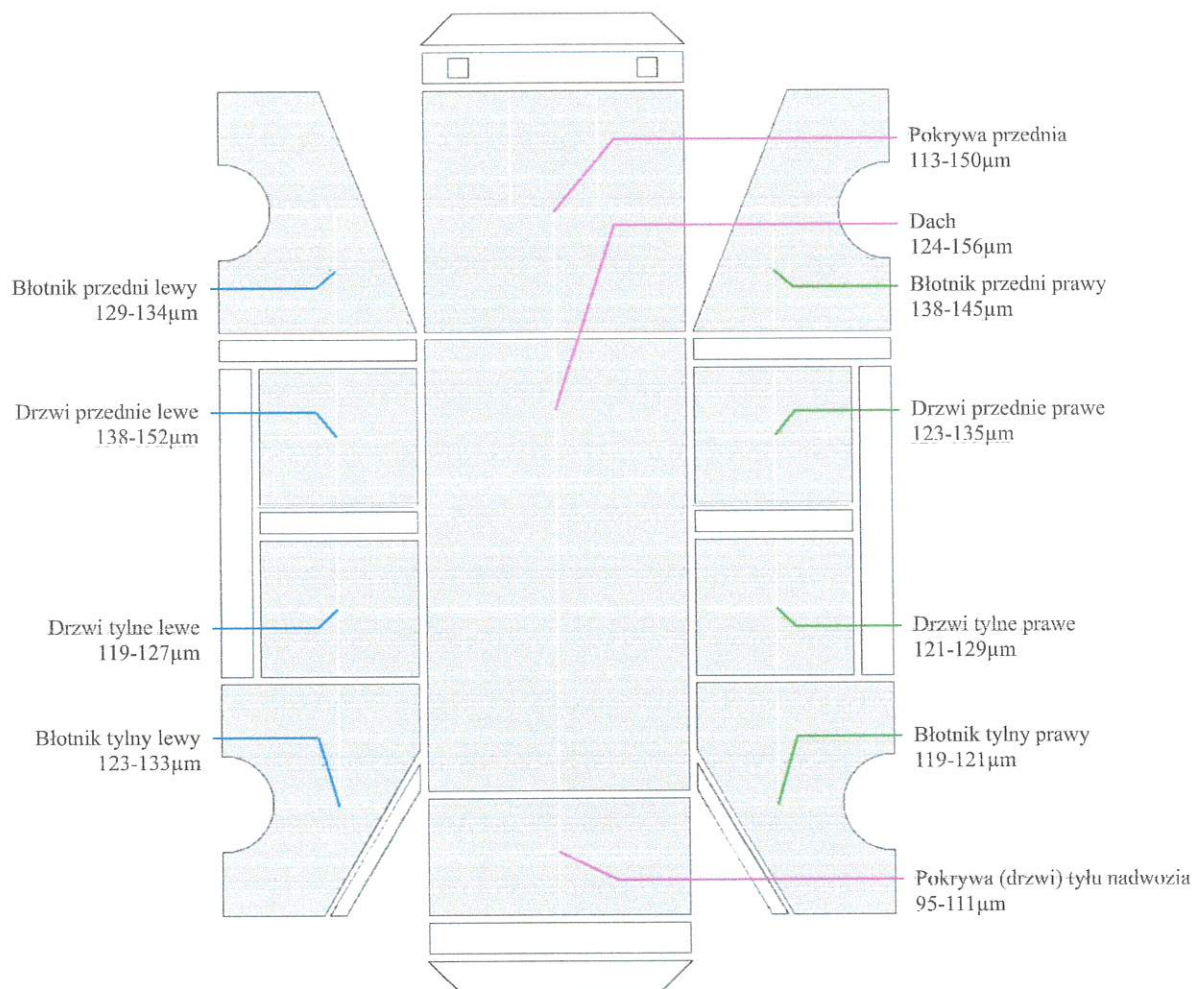 Pokrywa przednia
113-150µm
Dach
124-156µm
Błotnik przedni lewy
129-134µm
Błotnik przedni prawy
138-145µm
Drzwi przednie lewe
138-152µm
Drzwi przednie prawe
123-135µm
Drzwi tylne lewe
119-127µm
Drzwi tylne prawe
121-129µm
Błotnik tylny lewy
123-133µm
Błotnik tylny prawy
119-121µm
Pokrywa (drzwi) tyłu nadwozia
95-111µm